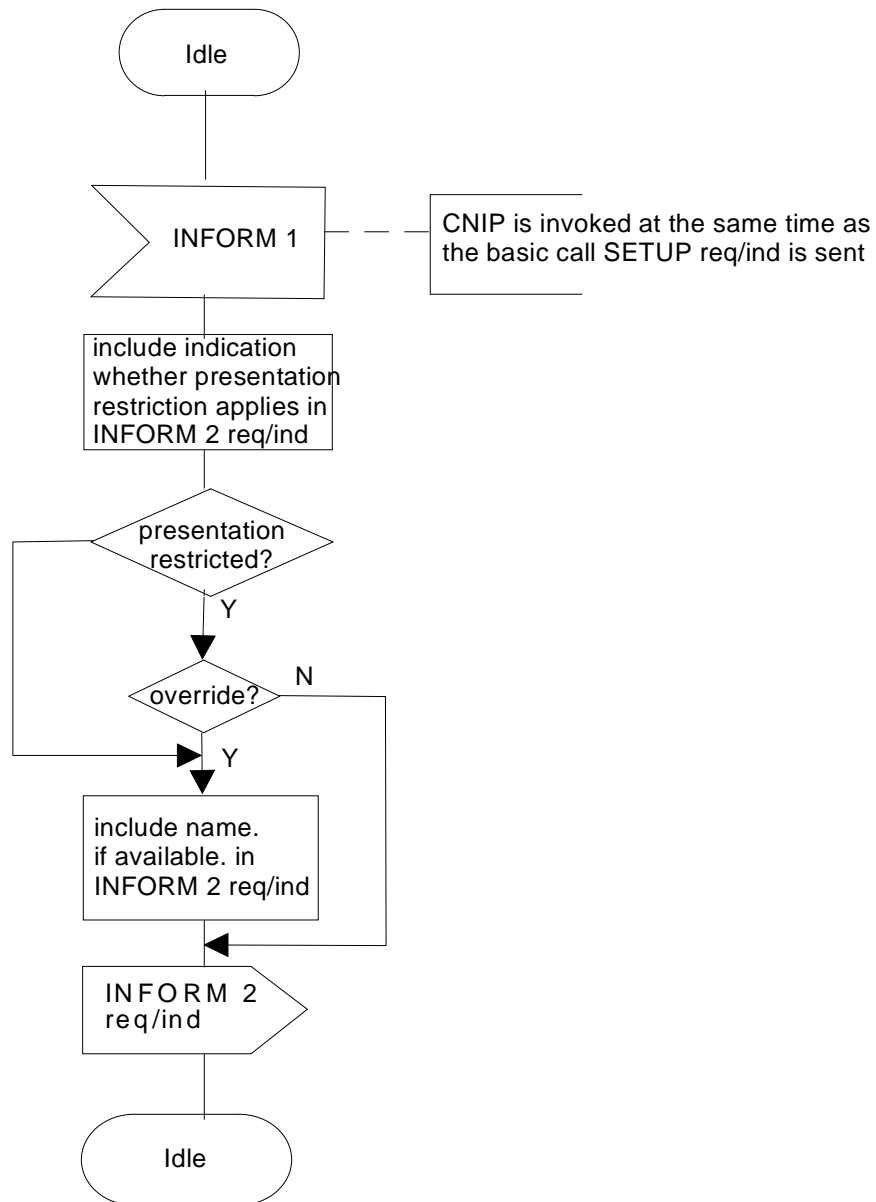 Idle
INFORM 1
CNIP is invoked at the same time as
the basic call SETUP req/ind is sent
include indication
whether presentation
restriction applies in
INFORM 2 req/ind
presentation
restricted?
Y
override?
N
Y
include name.
if available. in
INFORM 2 req/ind
INFORM 2
req/ind
Idle